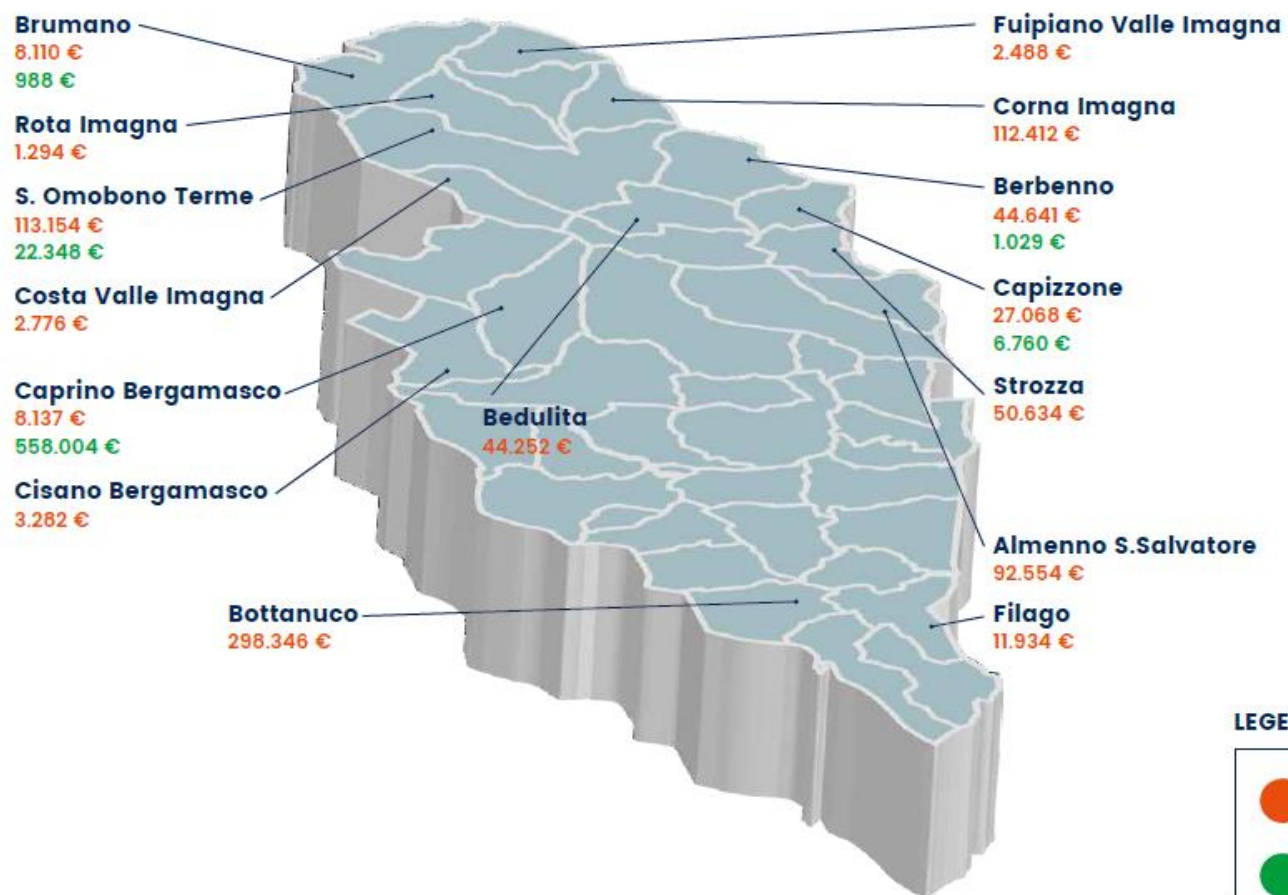 Brumano
8.110 €
988 €
Rota Imagna
1.294 €
S. Omobono Terme
113.154 €
22.348 €
Costa Valle Imagna
2.776 €
Caprino Bergamasco
8.137 €
558.004 €
Cisano Bergamasco
3.282 €
Bedulita
44.252 €
Bottanuco
298.346 €
Fuipiano Valle Imagna
2.488 €
Corna Imagna
112.412 €
Berbenno
44.641 €
1.029 €
Capizzone
27.068 €
6.760 €
Strozza
50.634 €
Almenno S.Salvatore
92.554 €
Filago
11.934 €
LEGE